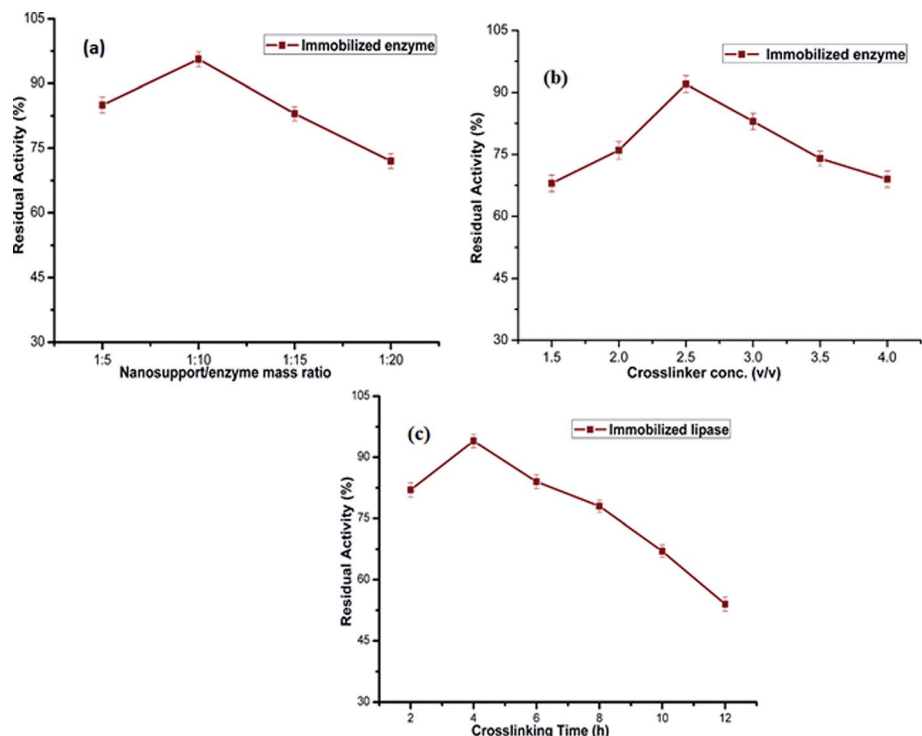 (a)
Immobilized enzyme
Residual Activity (%)
105
90
75
60
45
30
1:5 1:10 1:15 1:20
Nanosupport/enzyme mass ratio
(b)
Immobilized enzyme
Residual Activity (%)
105
90
75
60
45
30
1.5 2.0 2.5 3.0 3.5 4.0
Crosslinker conc. (v/v)
(c)
Immobilized lipase
Residual Activity (%)
105
90
75
60
45
30
2 4 6 8 10 12
Crosslinking Time (h)